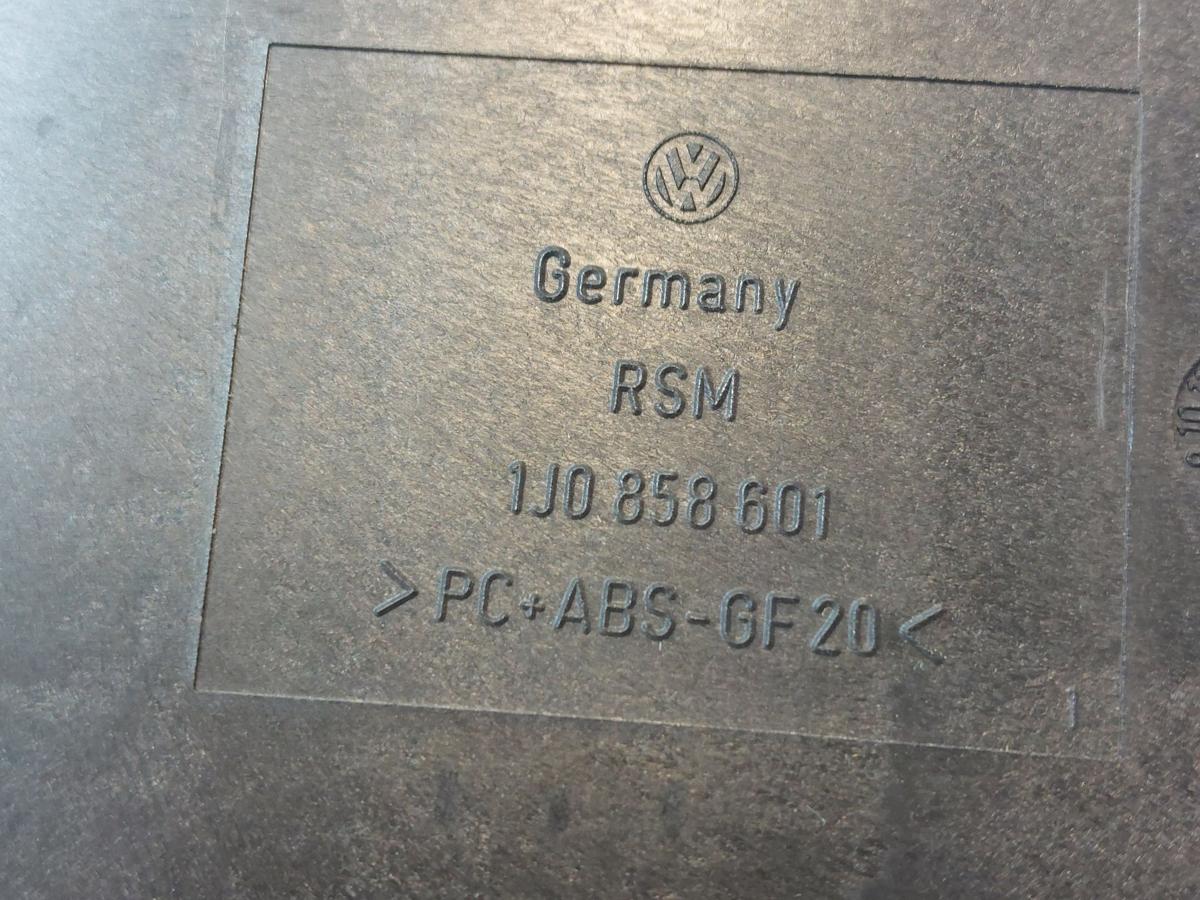 Germany
RSM
1J0 858 601
>PC+ABS-GF20<